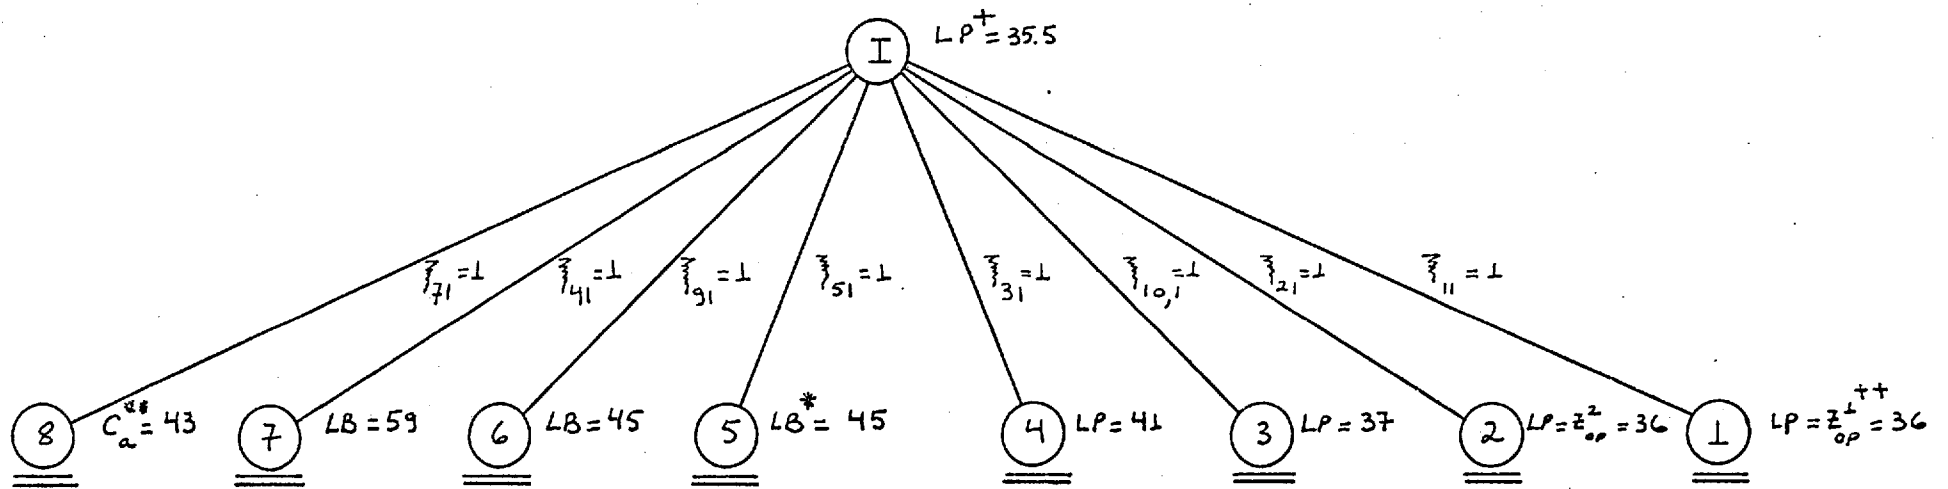 I LP⁺ = 35.5
ξ₇₁ = 1 ξ₄₁ = 1 ξ₉₁ = 1 ξ₅₁ = 1 ξ₃₁ = 1 ξ₁₀,₁ = 1 ξ₂₁ = 1 ξ₁₁ = 1
8 Cₐ** = 43 7 LB = 59 6 LB = 45 5 LB* = 45 4 LP = 41 3 LP = 37 2 LP = z²ₒₚ = 36 1 LP = z¹ₒₚ⁺⁺ = 36